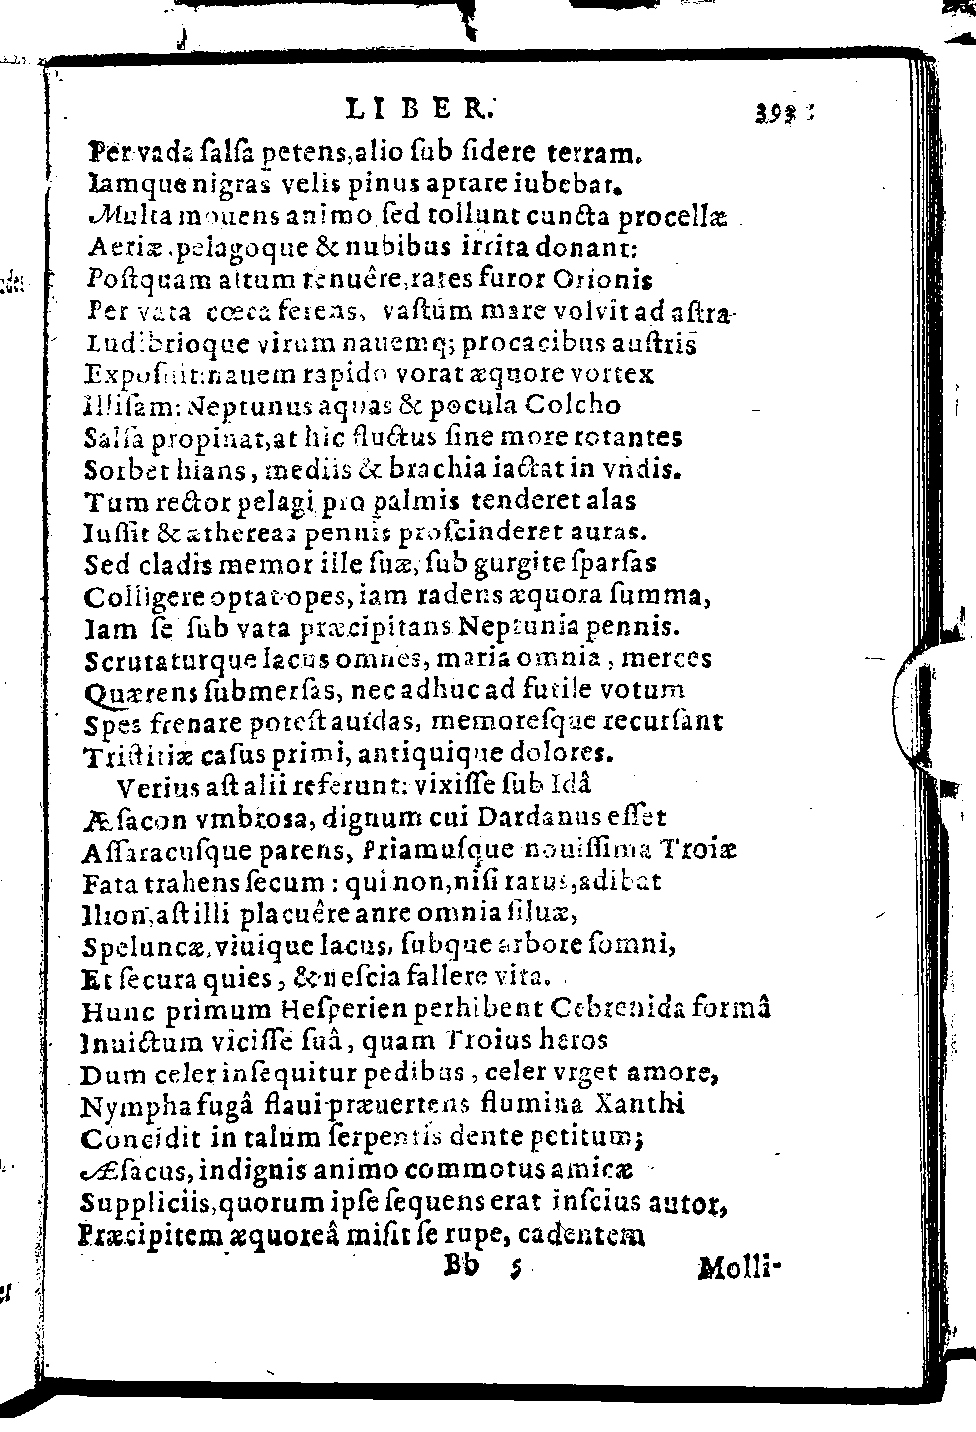 LIBER. 393
Per vada ſalſa petens,alio ſub ſidere terram.
Iamque nigras velis pinus aptare iubebat.
Multa mouens animo ſed tollunt cuncta procellæ
Aeriæ.pelagoque & nubibus irrita donant:
Poſtquam altum tenuêre,rates furor Orionis
Per vata cœca ferens, vaſtum mare volvit ad aſtra
Ludibrioque virum nauemq; procacibus auſtris
Expoſuit:nauem rapido vorat æquore vortex
Illiſam: Neptunus aquas & pocula Colcho
Salſa propinat,at hic fluctus ſine more rotantes
Sorbet hians, mediis & brachia iactat in vndis.
Tum rector pelagi pro palmis tenderet alas
Iuſſit & æthereas pennis proſcinderet auras.
Sed cladis memor ille ſuæ, ſub gurgite ſparſas
Colligere optat opes, iam radens æquora ſumma,
Iam ſe ſub vata præcipitans Neptunia pennis.
Scrutaturque lacus omnes, maria omnia, merces
Quærens ſubmerſas, nec adhuc ad futile votum
Spes frenare poteſt auidas, memoreſque recurſant
Triſtitiæ caſus primi, antiquique dolores.
Verius aſt alii referunt: vixiſſe ſub Idâ
Æſacon vmbroſa, dignum cui Dardanus eſſet
Aſſaracuſque parens, Priamuſque nouiſſima Troiæ
Fata trahens ſecum : qui non,niſi rarus,adibat
Ilion,aſt illi placuêre anre omnia ſiluæ,
Speluncæ,viuique lacus, ſubque arbore ſomni,
Et ſecura quies, & neſcia fallere vita.
Hunc primum Heſperien perhibent Cebrenida formâ
Inuictum viciſſe ſuâ, quam Troius heros
Dum celer inſequitur pedibus, celer vrget amore,
Nympha fugâ flaui præuertens flumina Xanthi
Concidit in talum ſerpentis dente petitum;
Æſacus, indignis animo commotus amicæ
Suppliciis,quorum ipſe ſequens erat inſcius autor,
Præcipitem æquoreâ miſit ſe rupe, cadentem
Bb 5 Molli-